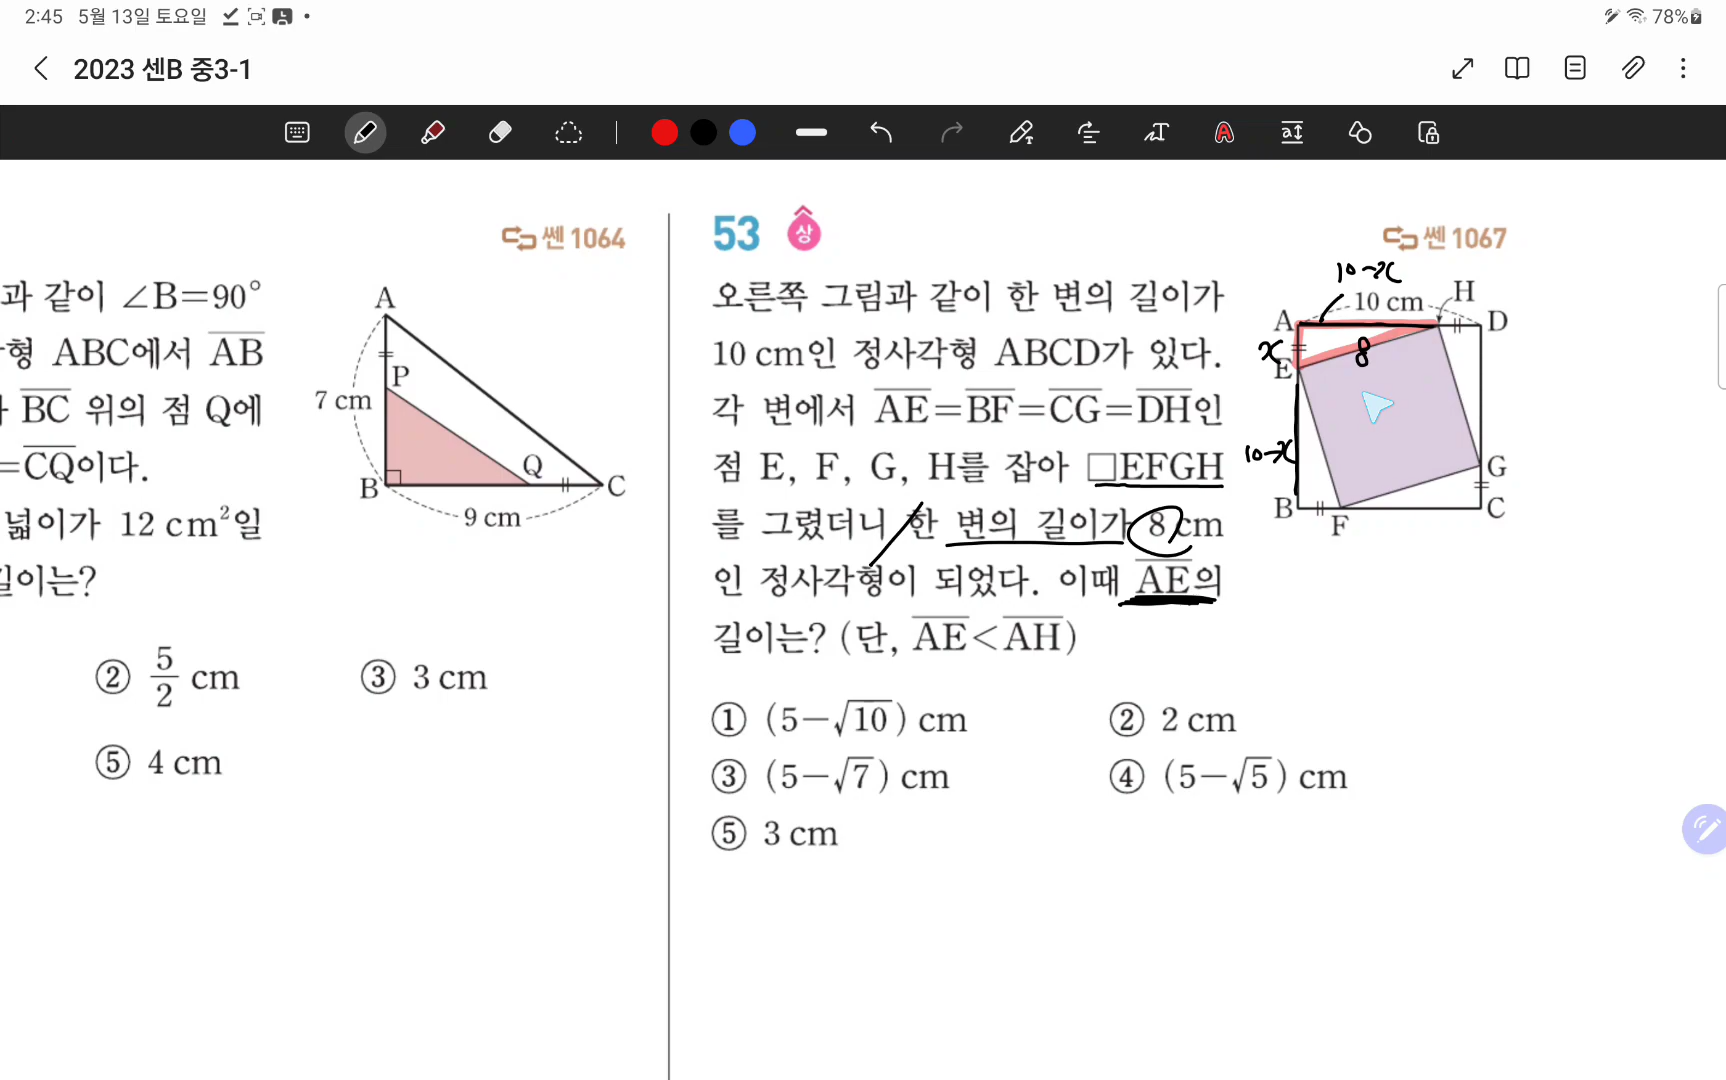 2:45 5월 13일 토요일
78%
2023 센B 중3-1
쎈 1064
과 같이 ∠B=90°
형 ABC에서 AB
BC 위의 점 Q에
=CQ이다.
넓이가 12 cm²일
길이는?
A
P
7 cm
B
Q
C
9 cm
② 5/2 cm
③ 3 cm
⑤ 4 cm
53 상
쎈 1067
오른쪽 그림과 같이 한 변의 길이가
10 cm인 정사각형 ABCD가 있다.
각 변에서 AE=BF=CG=DH인
점 E, F, G, H를 잡아 □EFGH
를 그렸더니 한 변의 길이가 8 cm
인 정사각형이 되었다. 이때 AE의
길이는? (단, AE<AH)
10-x
10 cm
H
A
D
x
8
E
10-x
G
B
F
C
① (5-√10) cm
② 2 cm
③ (5-√7) cm
④ (5-√5) cm
⑤ 3 cm